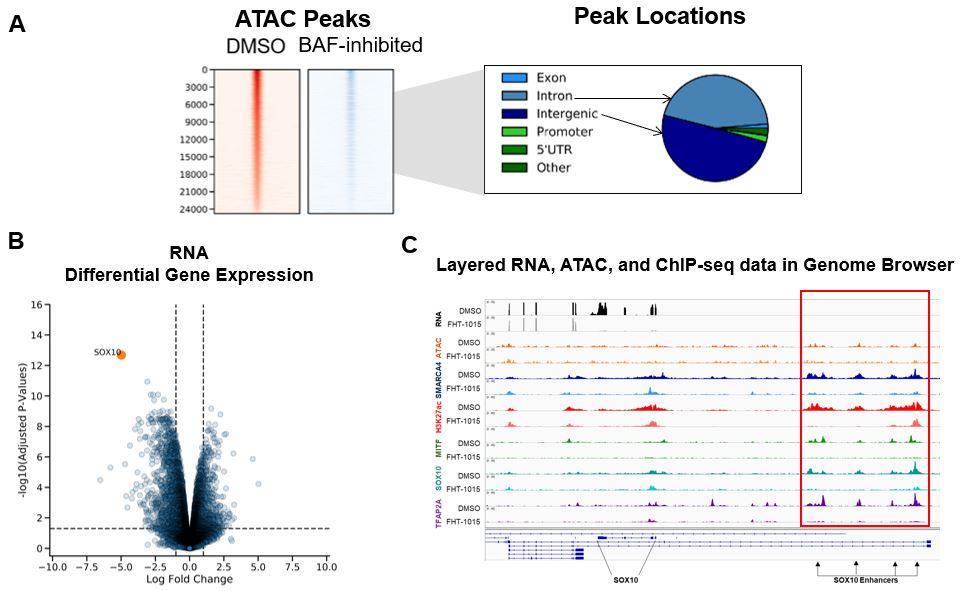 A
ATAC Peaks
DMSO BAF-inhibited
0
3000
6000
9000
12000
15000
18000
21000
24000
Peak Locations
Exon
Intron
Intergenic
Promoter
5'UTR
Other
B
RNA
Differential Gene Expression
-log10(Adjusted P-Values)
16
14
12
10
8
6
4
2
0
SOX10
−10.0 −7.5 −5.0 −2.5 0.0 2.5 5.0 7.5 10.0
Log Fold Change
C
Layered RNA, ATAC, and ChIP-seq data in Genome Browser
RNA
DMSO
FHT-1015
ATAC
DMSO
FHT-1015
SMARCA4
DMSO
FHT-1015
H3K27ac
DMSO
FHT-1015
MITF
DMSO
FHT-1015
SOX10
DMSO
FHT-1015
TFAP2A
DMSO
FHT-1015
SOX10
SOX10 Enhancers